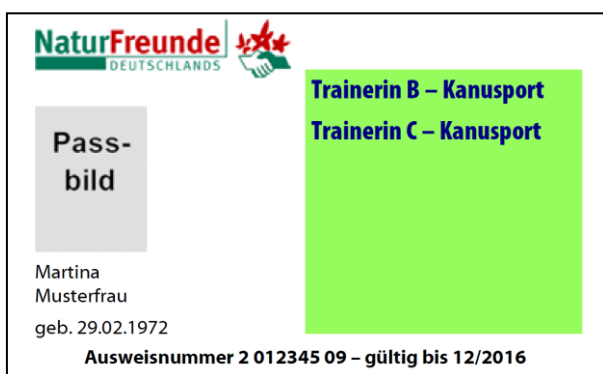 NaturFreunde
DEUTSCHLANDS
Trainerin B – Kanusport
Trainerin C – Kanusport
Pass-
bild
Martina
Musterfrau
geb. 29.02.1972
Ausweisnummer 2 012345 09 – gültig bis 12/2016